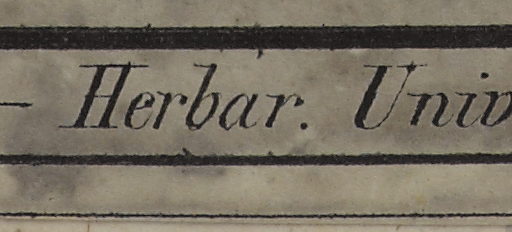 – Herbar. Univ